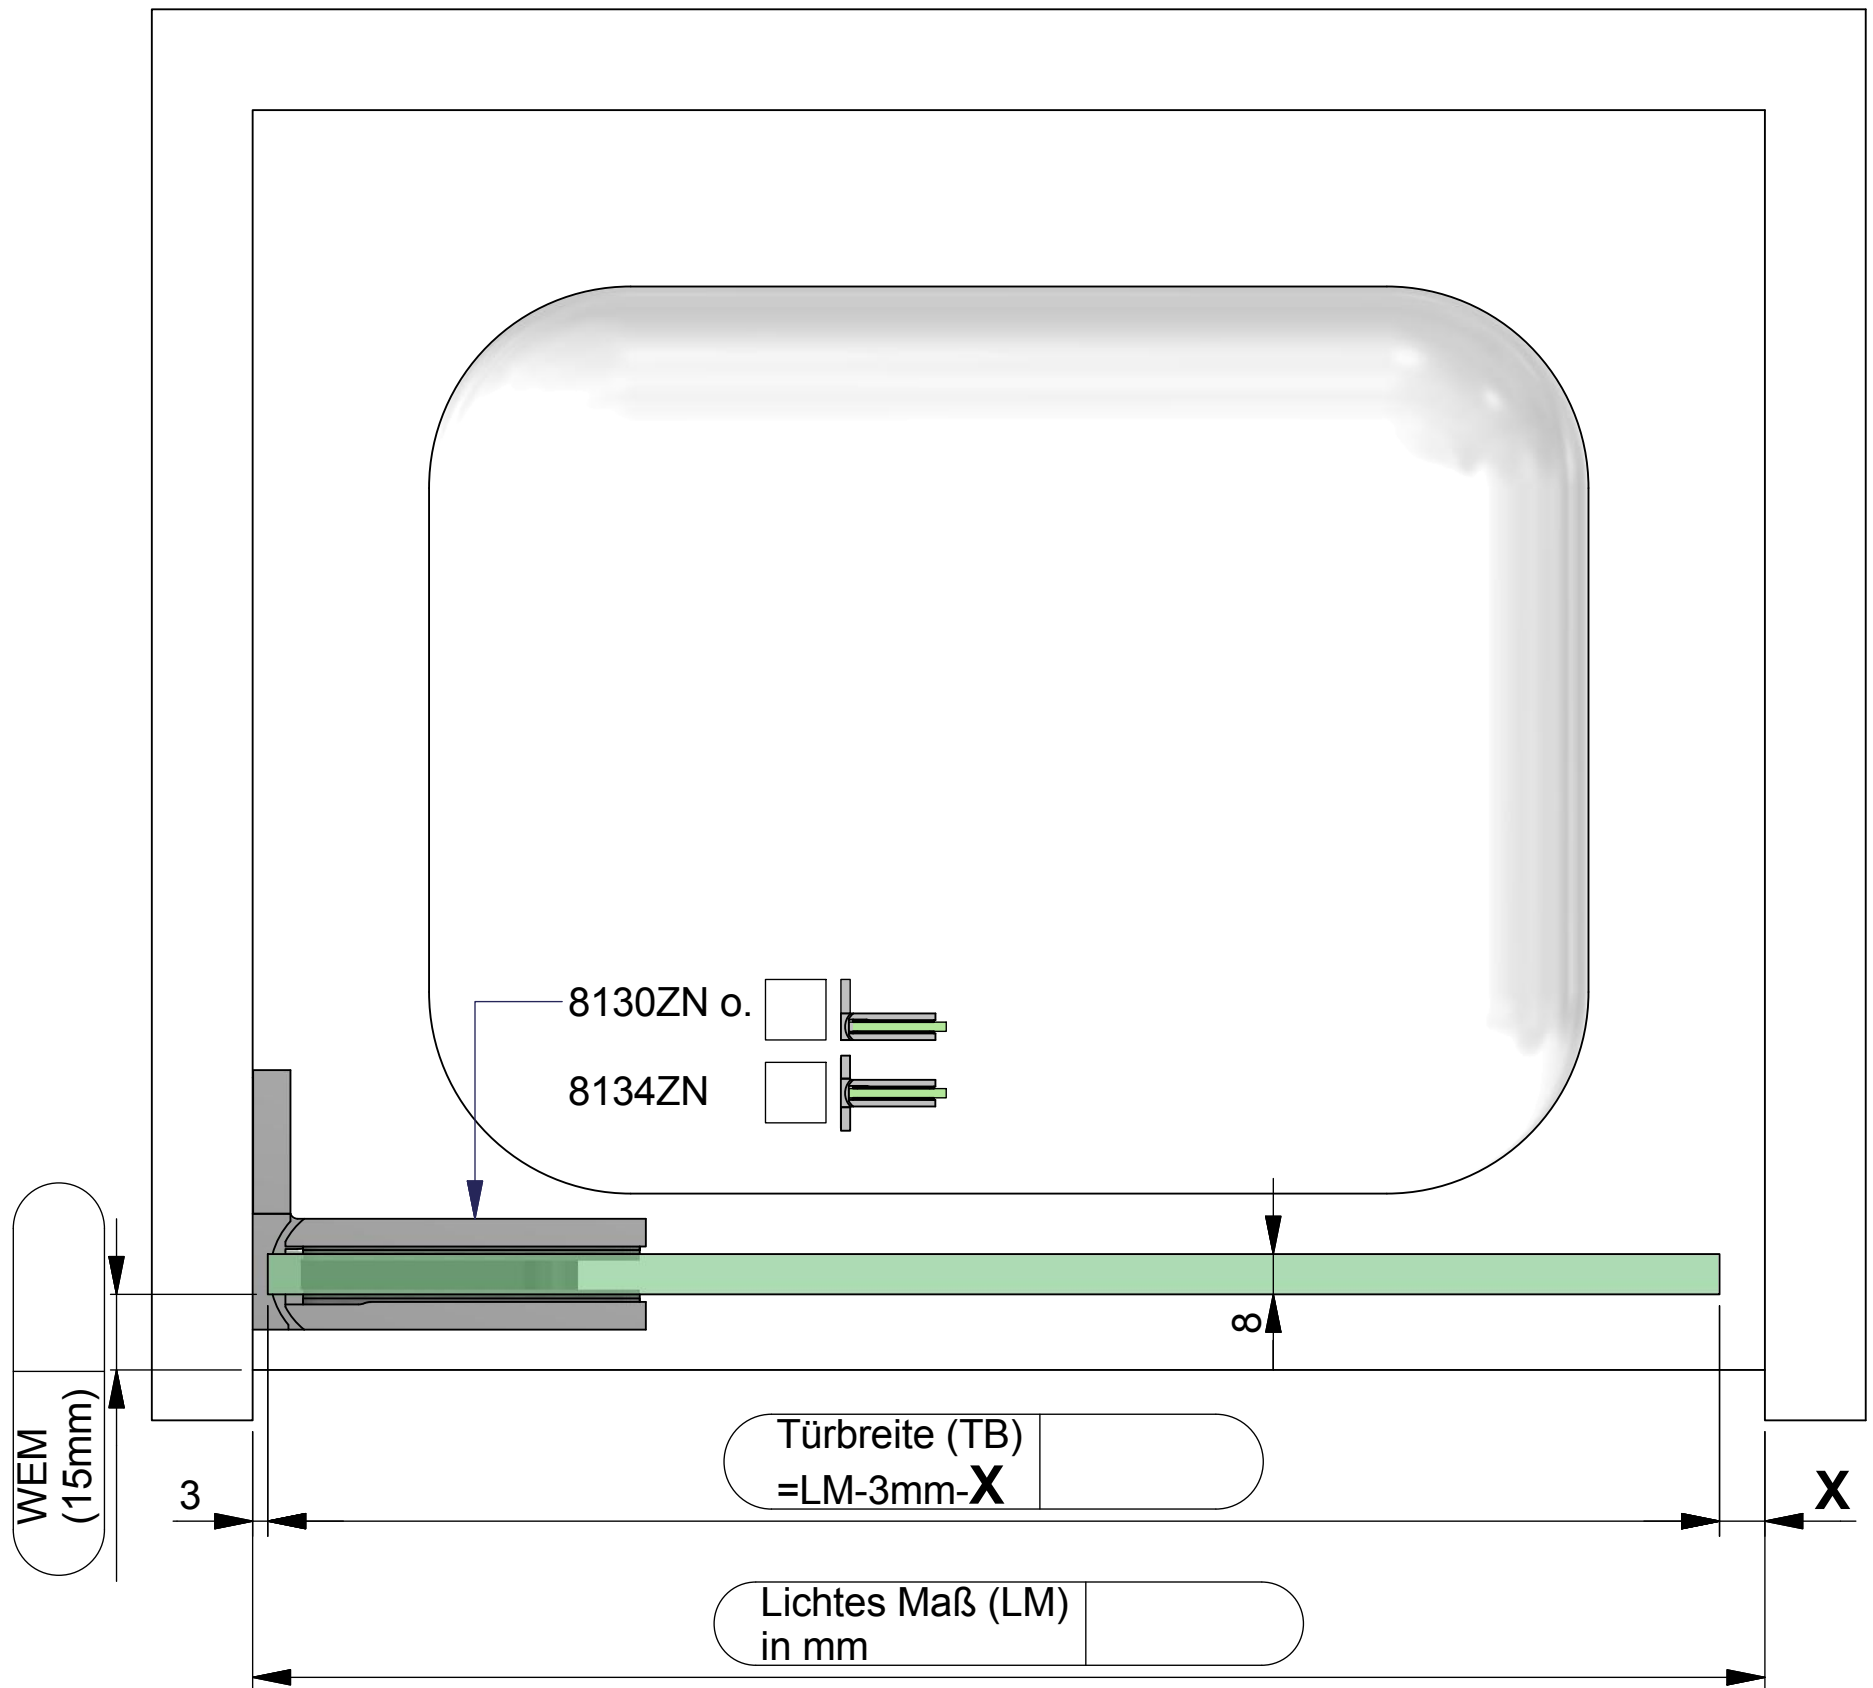 8130ZN o.
8134ZN
8
WEM
(15mm)
3
Türbreite (TB)
=LM-3mm-X
X
Lichtes Maß (LM)
in mm